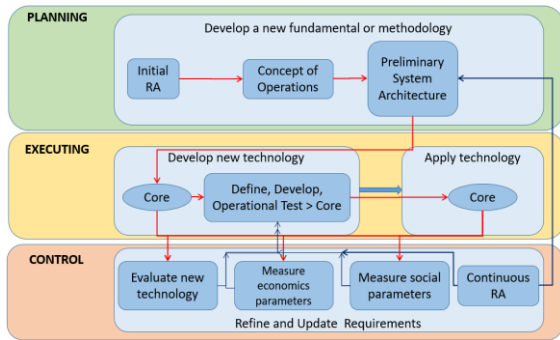 PLANNING
Develop a new fundamental or methodology
Initial
RA
Concept of
Operations
Preliminary
System
Architecture
EXECUTING
Develop new technology
Apply technology
Core
Define, Develop,
Operational Test > Core
Core
CONTROL
Evaluate new
technology
Measure
economics
parameters
Measure social
parameters
Continuous
RA
Refine and Update Requirements